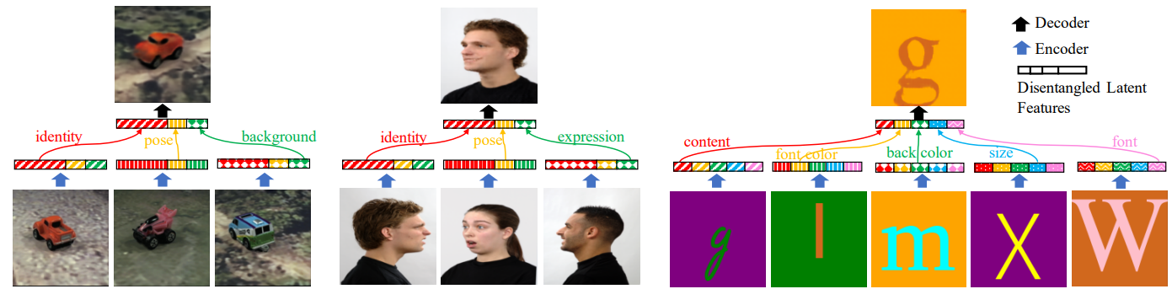 identity
pose
background
identity
pose
expression
g
content
font color
back color
size
font
g
l
m
X
W
Decoder
Encoder
Disentangled Latent
Features